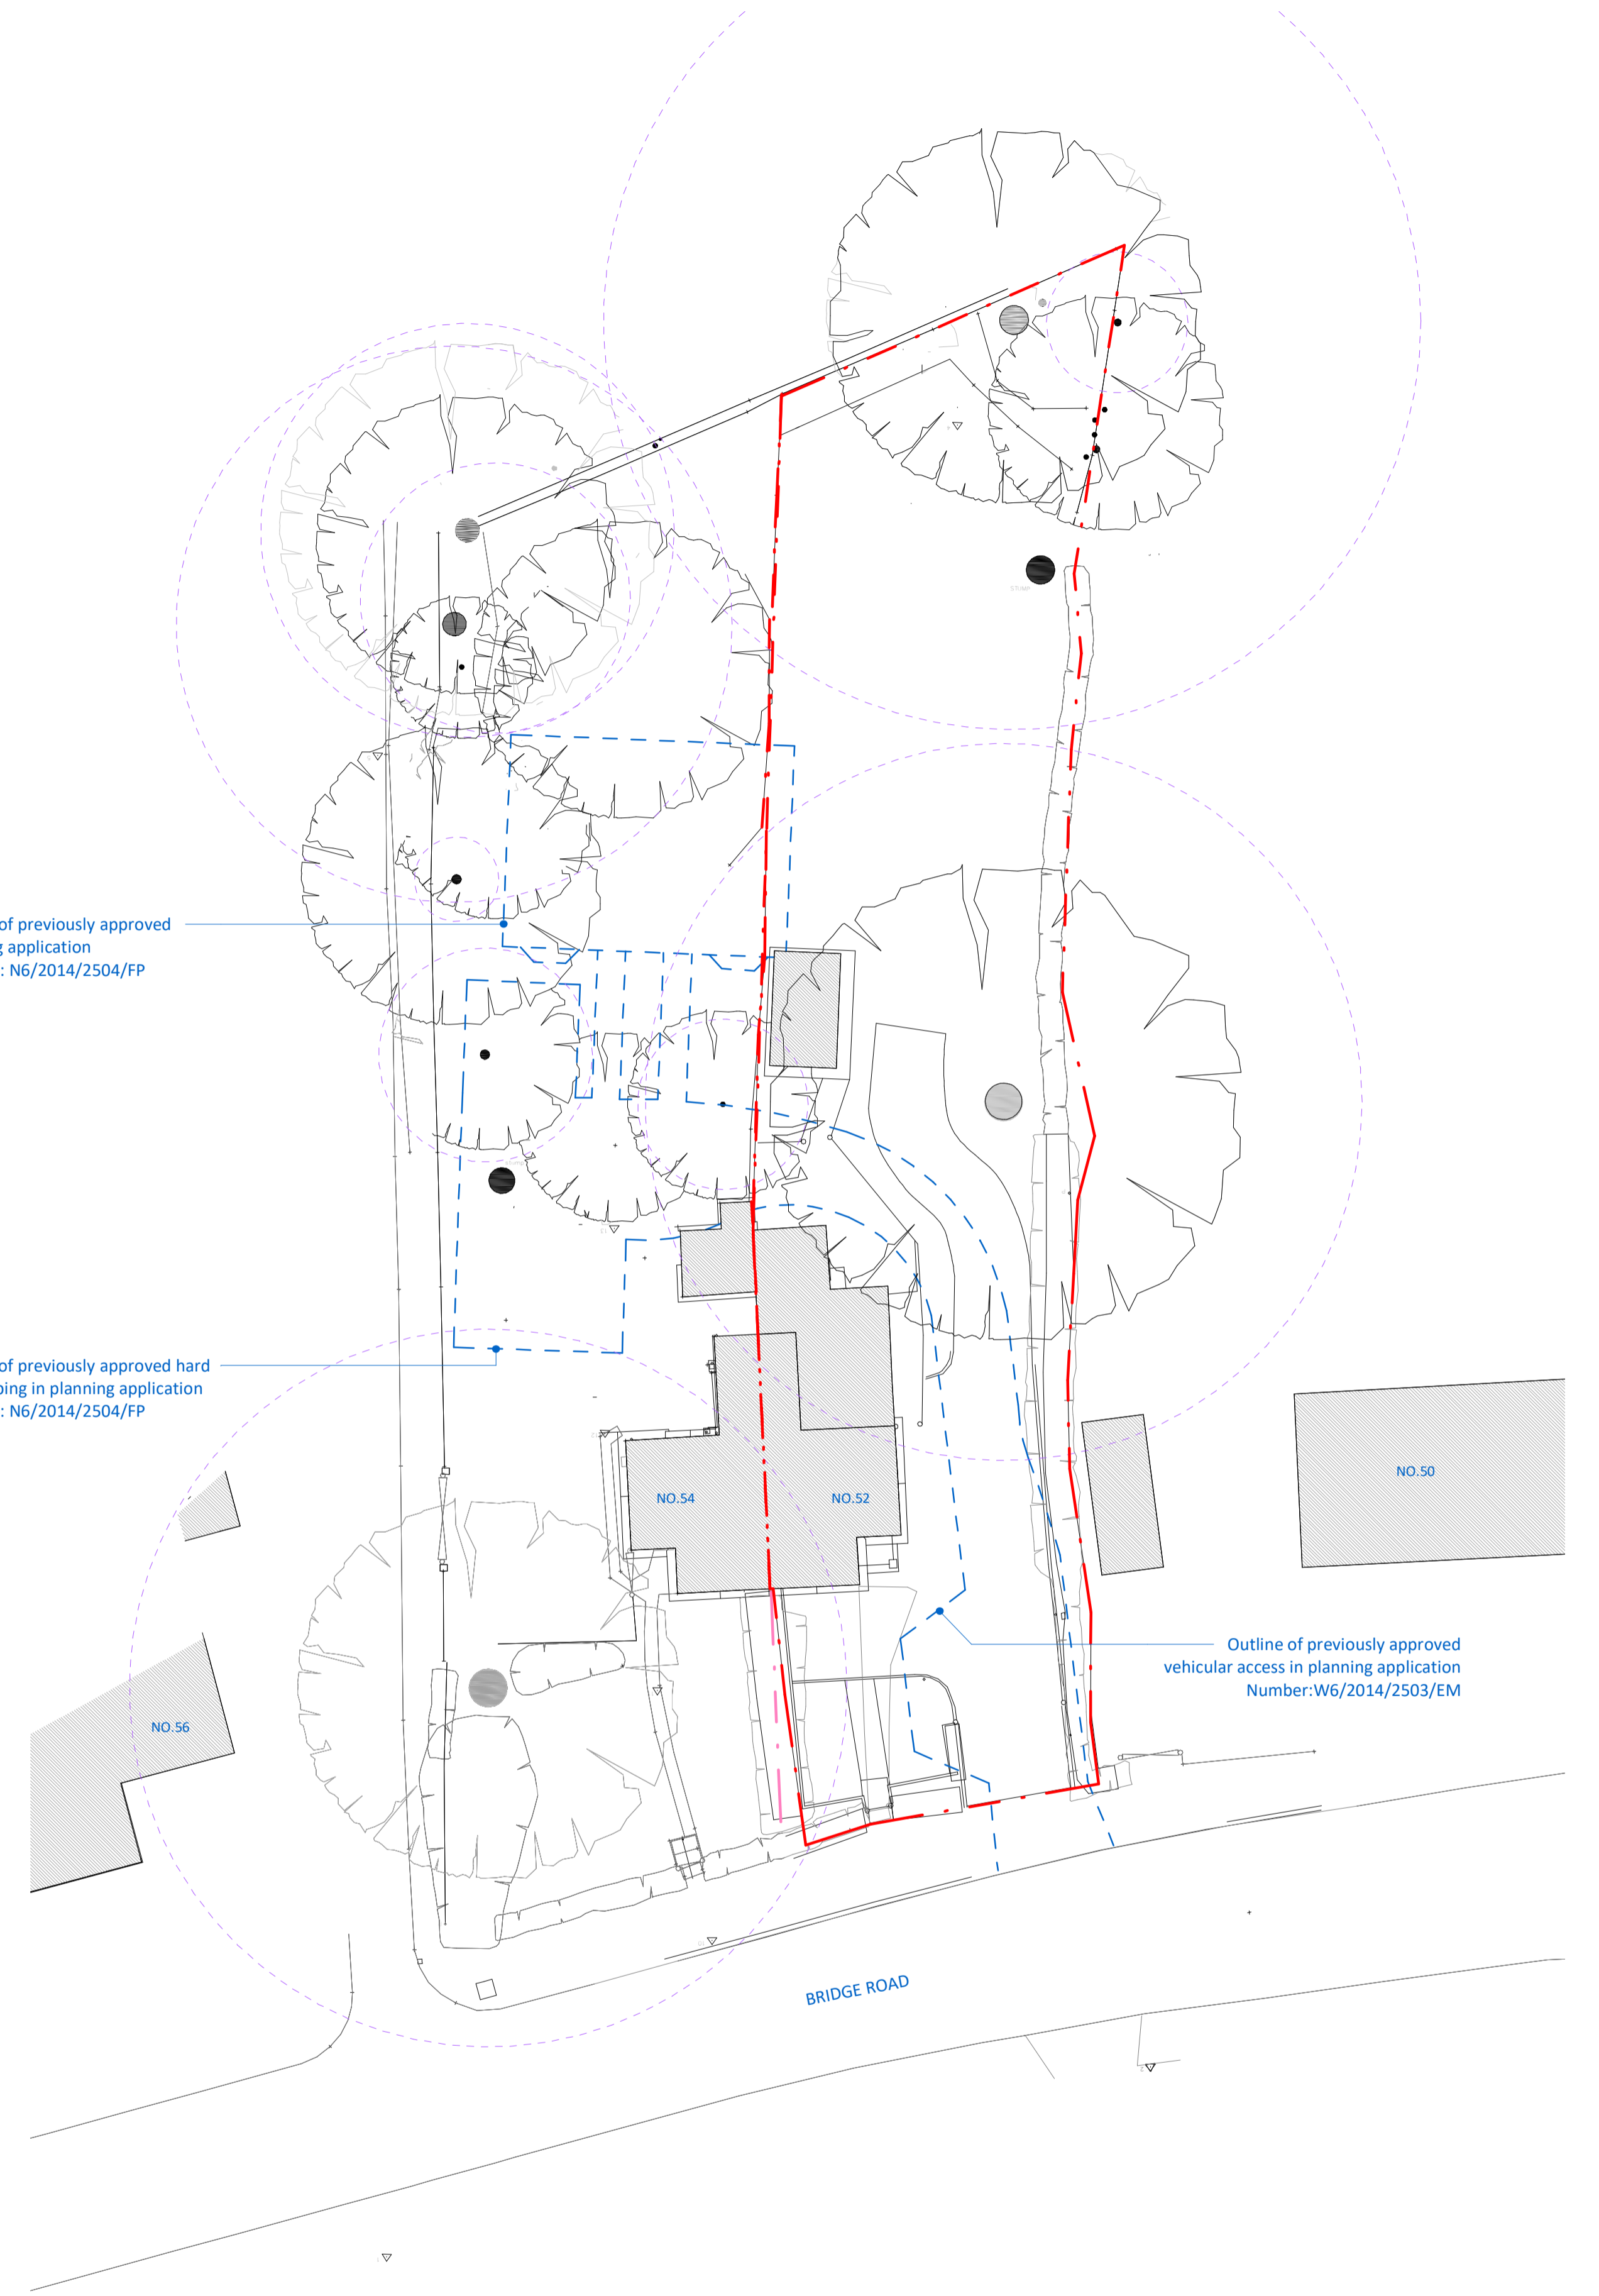 of previously approved
g application
: N6/2014/2504/FP
STUMP
of previously approved hard
ping in planning application
: N6/2014/2504/FP
NO.50
NO.54
NO.52
Outline of previously approved
vehicular access in planning application
Number:W6/2014/2503/EM
NO.56
BRIDGE ROAD